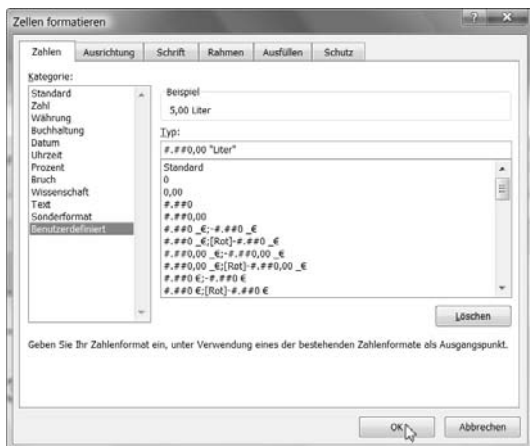 Zellen formatieren
Zahlen Ausrichtung Schrift Rahmen Ausfüllen Schutz
Kategorie:
Standard
Zahl
Währung
Buchhaltung
Datum
Uhrzeit
Prozent
Bruch
Wissenschaft
Text
Sonderformat
Benutzerdefiniert
Beispiel
5,00 Liter
Typ:
#.##0,00 "Liter"
Standard
0
0,00
#.##0
#.##0,00
#.##0 _€;-#.##0 _€
#.##0 _€;[Rot]-#.##0 _€
#.##0,00 _€;-#.##0,00 _€
#.##0,00 _€;[Rot]-#.##0,00 _€
#.##0 €;-#.##0 €
#.##0 €;[Rot]-#.##0 €
Löschen
Geben Sie Ihr Zahlenformat ein, unter Verwendung eines der bestehenden Zahlenformate als Ausgangspunkt.
OK Abbrechen